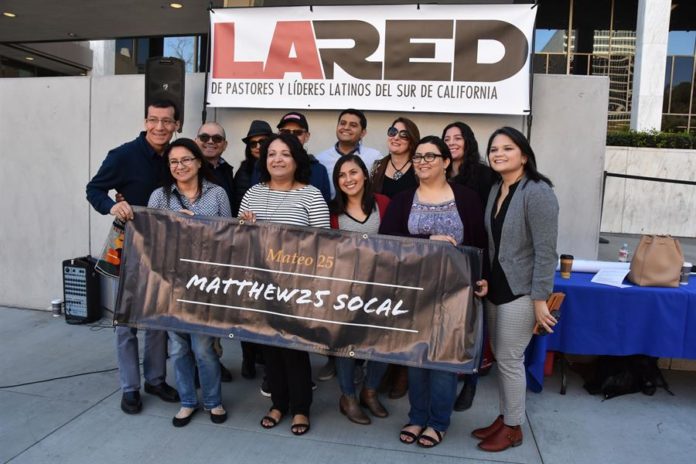 LARED
DE PASTORES Y LÍDERES LATINOS DEL SUR DE CALIFORNIA
Mateo 25
MATTHEW25 SOCAL